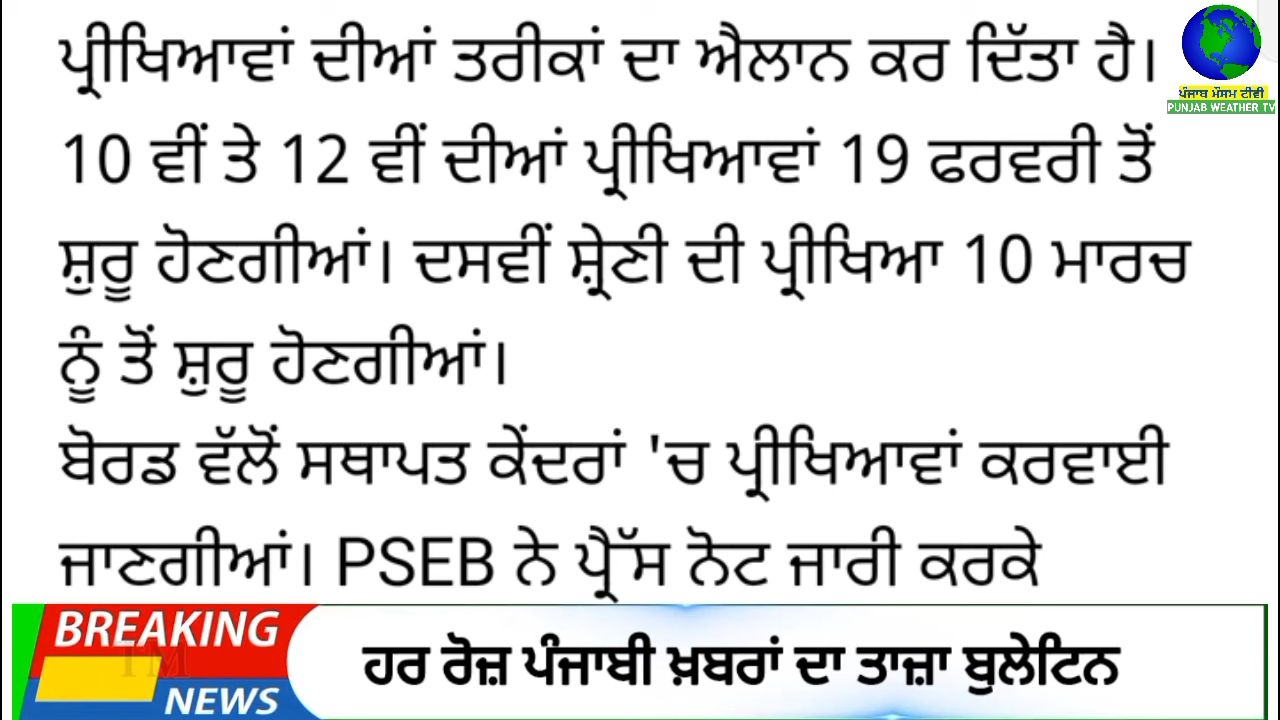 ਪ੍ਰੀਖਿਆਵਾਂ ਦੀਆਂ ਤਰੀਕਾਂ ਦਾ ਐਲਾਨ ਕਰ ਦਿੱਤਾ ਹੈ।
ਪੰਜਾਬ ਮੌਸਮ ਟੀਵੀ
PUNJAB WEATHER TV
10 ਵੀਂ ਤੇ 12 ਵੀਂ ਦੀਆਂ ਪ੍ਰੀਖਿਆਵਾਂ 19 ਫਰਵਰੀ ਤੋਂ
ਸ਼ੁਰੂ ਹੋਣਗੀਆਂ। ਦਸਵੀਂ ਸ਼੍ਰੇਣੀ ਦੀ ਪ੍ਰੀਖਿਆ 10 ਮਾਰਚ
ਨੂੰ ਤੋਂ ਸ਼ੁਰੂ ਹੋਣਗੀਆਂ।
ਬੋਰਡ ਵੱਲੋਂ ਸਥਾਪਤ ਕੇਂਦਰਾਂ 'ਚ ਪ੍ਰੀਖਿਆਵਾਂ ਕਰਵਾਈ
ਜਾਣਗੀਆਂ। PSEB ਨੇ ਪ੍ਰੈੱਸ ਨੋਟ ਜਾਰੀ ਕਰਕੇ
BREAKING
NEWS
ਹਰ ਰੋਜ਼ ਪੰਜਾਬੀ ਖ਼ਬਰਾਂ ਦਾ ਤਾਜ਼ਾ ਬੁਲੇਟਿਨ